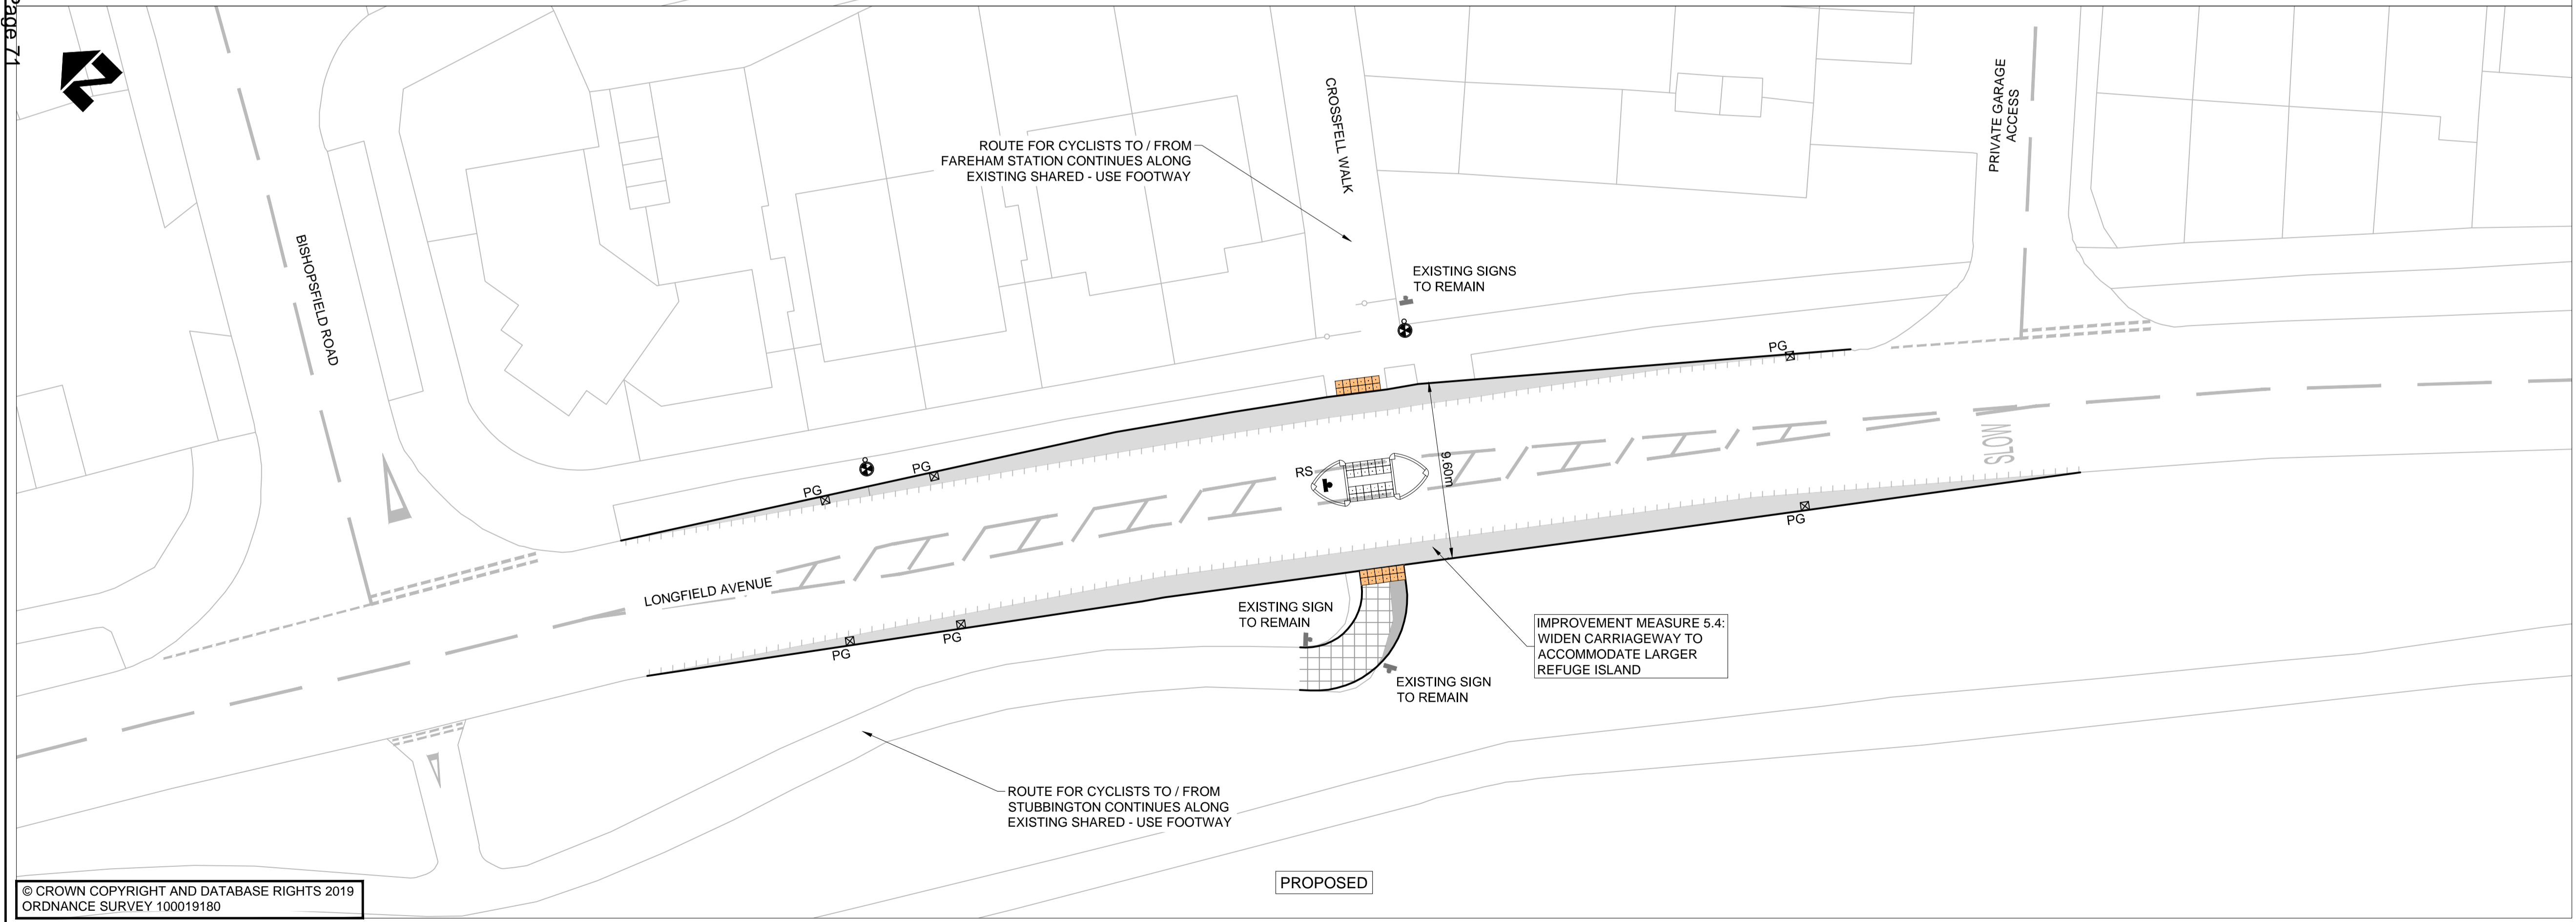 Page 71
ROUTE FOR CYCLISTS TO / FROM
FAREHAM STATION CONTINUES ALONG
EXISTING SHARED - USE FOOTWAY
CROSSFELL WALK
PRIVATE GARAGE
ACCESS
BISHOPSFIELD ROAD
EXISTING SIGNS
TO REMAIN
PG
PG
PG
RS
9.60m
SLOW
PG
LONGFIELD AVENUE
PG
PG
EXISTING SIGN
TO REMAIN
IMPROVEMENT MEASURE 5.4:
WIDEN CARRIAGEWAY TO
ACCOMMODATE LARGER
REFUGE ISLAND
EXISTING SIGN
TO REMAIN
ROUTE FOR CYCLISTS TO / FROM
STUBBINGTON CONTINUES ALONG
EXISTING SHARED - USE FOOTWAY
PROPOSED
© CROWN COPYRIGHT AND DATABASE RIGHTS 2019
ORDNANCE SURVEY 100019180